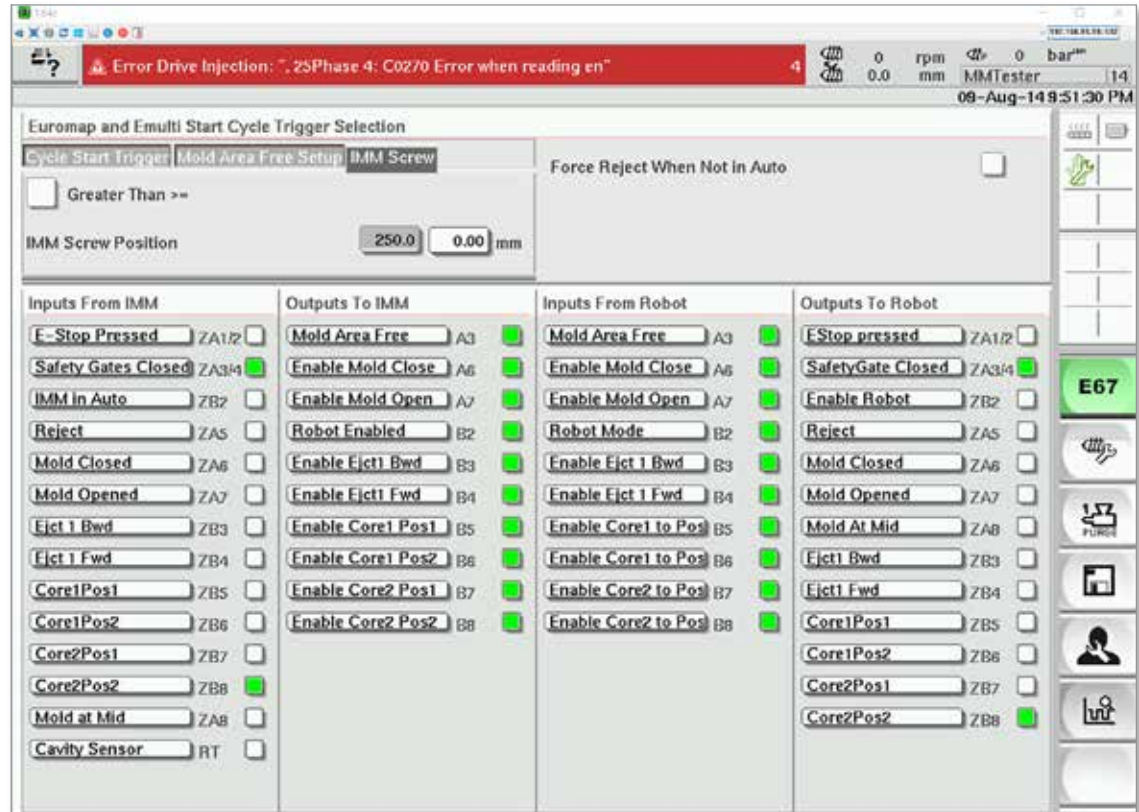 Error Drive Injection: ", 25Phase 4: C0270 Error when reading en"
4
0 rpm
0 bar
0.0 mm
MMTester 14
09-Aug-14 9:51:30 PM
Euromap and Emulti Start Cycle Trigger Selection
Cycle Start Trigger Mold Area Free Setup IMM Screw
Greater Than >=
IMM Screw Position 250.0 0.00 mm
Force Reject When Not in Auto
Inputs From IMM
E-Stop Pressed ZA1/2
Safety Gates Closed ZA3/4
IMM in Auto ZB2
Reject ZA5
Mold Closed ZA6
Mold Opened ZA7
Ejct 1 Bwd ZB3
Ejct 1 Fwd ZB4
Core1Pos1 ZB5
Core1Pos2 ZB6
Core2Pos1 ZB7
Core2Pos2 ZB8
Mold at Mid ZA8
Cavity Sensor RT
Outputs To IMM
Mold Area Free A3
Enable Mold Close A6
Enable Mold Open A7
Robot Enabled B2
Enable Ejct1 Bwd B3
Enable Ejct1 Fwd B4
Enable Core1 Pos1 B5
Enable Core1 Pos2 B6
Enable Core2 Pos1 B7
Enable Core2 Pos2 B8
Inputs From Robot
Mold Area Free A3
Enable Mold Close A6
Enable Mold Open A7
Robot Mode B2
Enable Ejct 1 Bwd B3
Enable Ejct 1 Fwd B4
Enable Core1 to Pos B5
Enable Core1 to Pos B6
Enable Core2 to Pos B7
Enable Core2 to Pos B8
Outputs To Robot
EStop pressed ZA1/2
SafetyGate Closed ZA3/4
Enable Robot ZB2
Reject ZA5
Mold Closed ZA6
Mold Opened ZA7
Mold At Mid ZA8
Ejct1 Bwd ZB3
Ejct1 Fwd ZB4
Core1Pos1 ZB5
Core1Pos2 ZB6
Core2Pos1 ZB7
Core2Pos2 ZB8
E67
PURGE